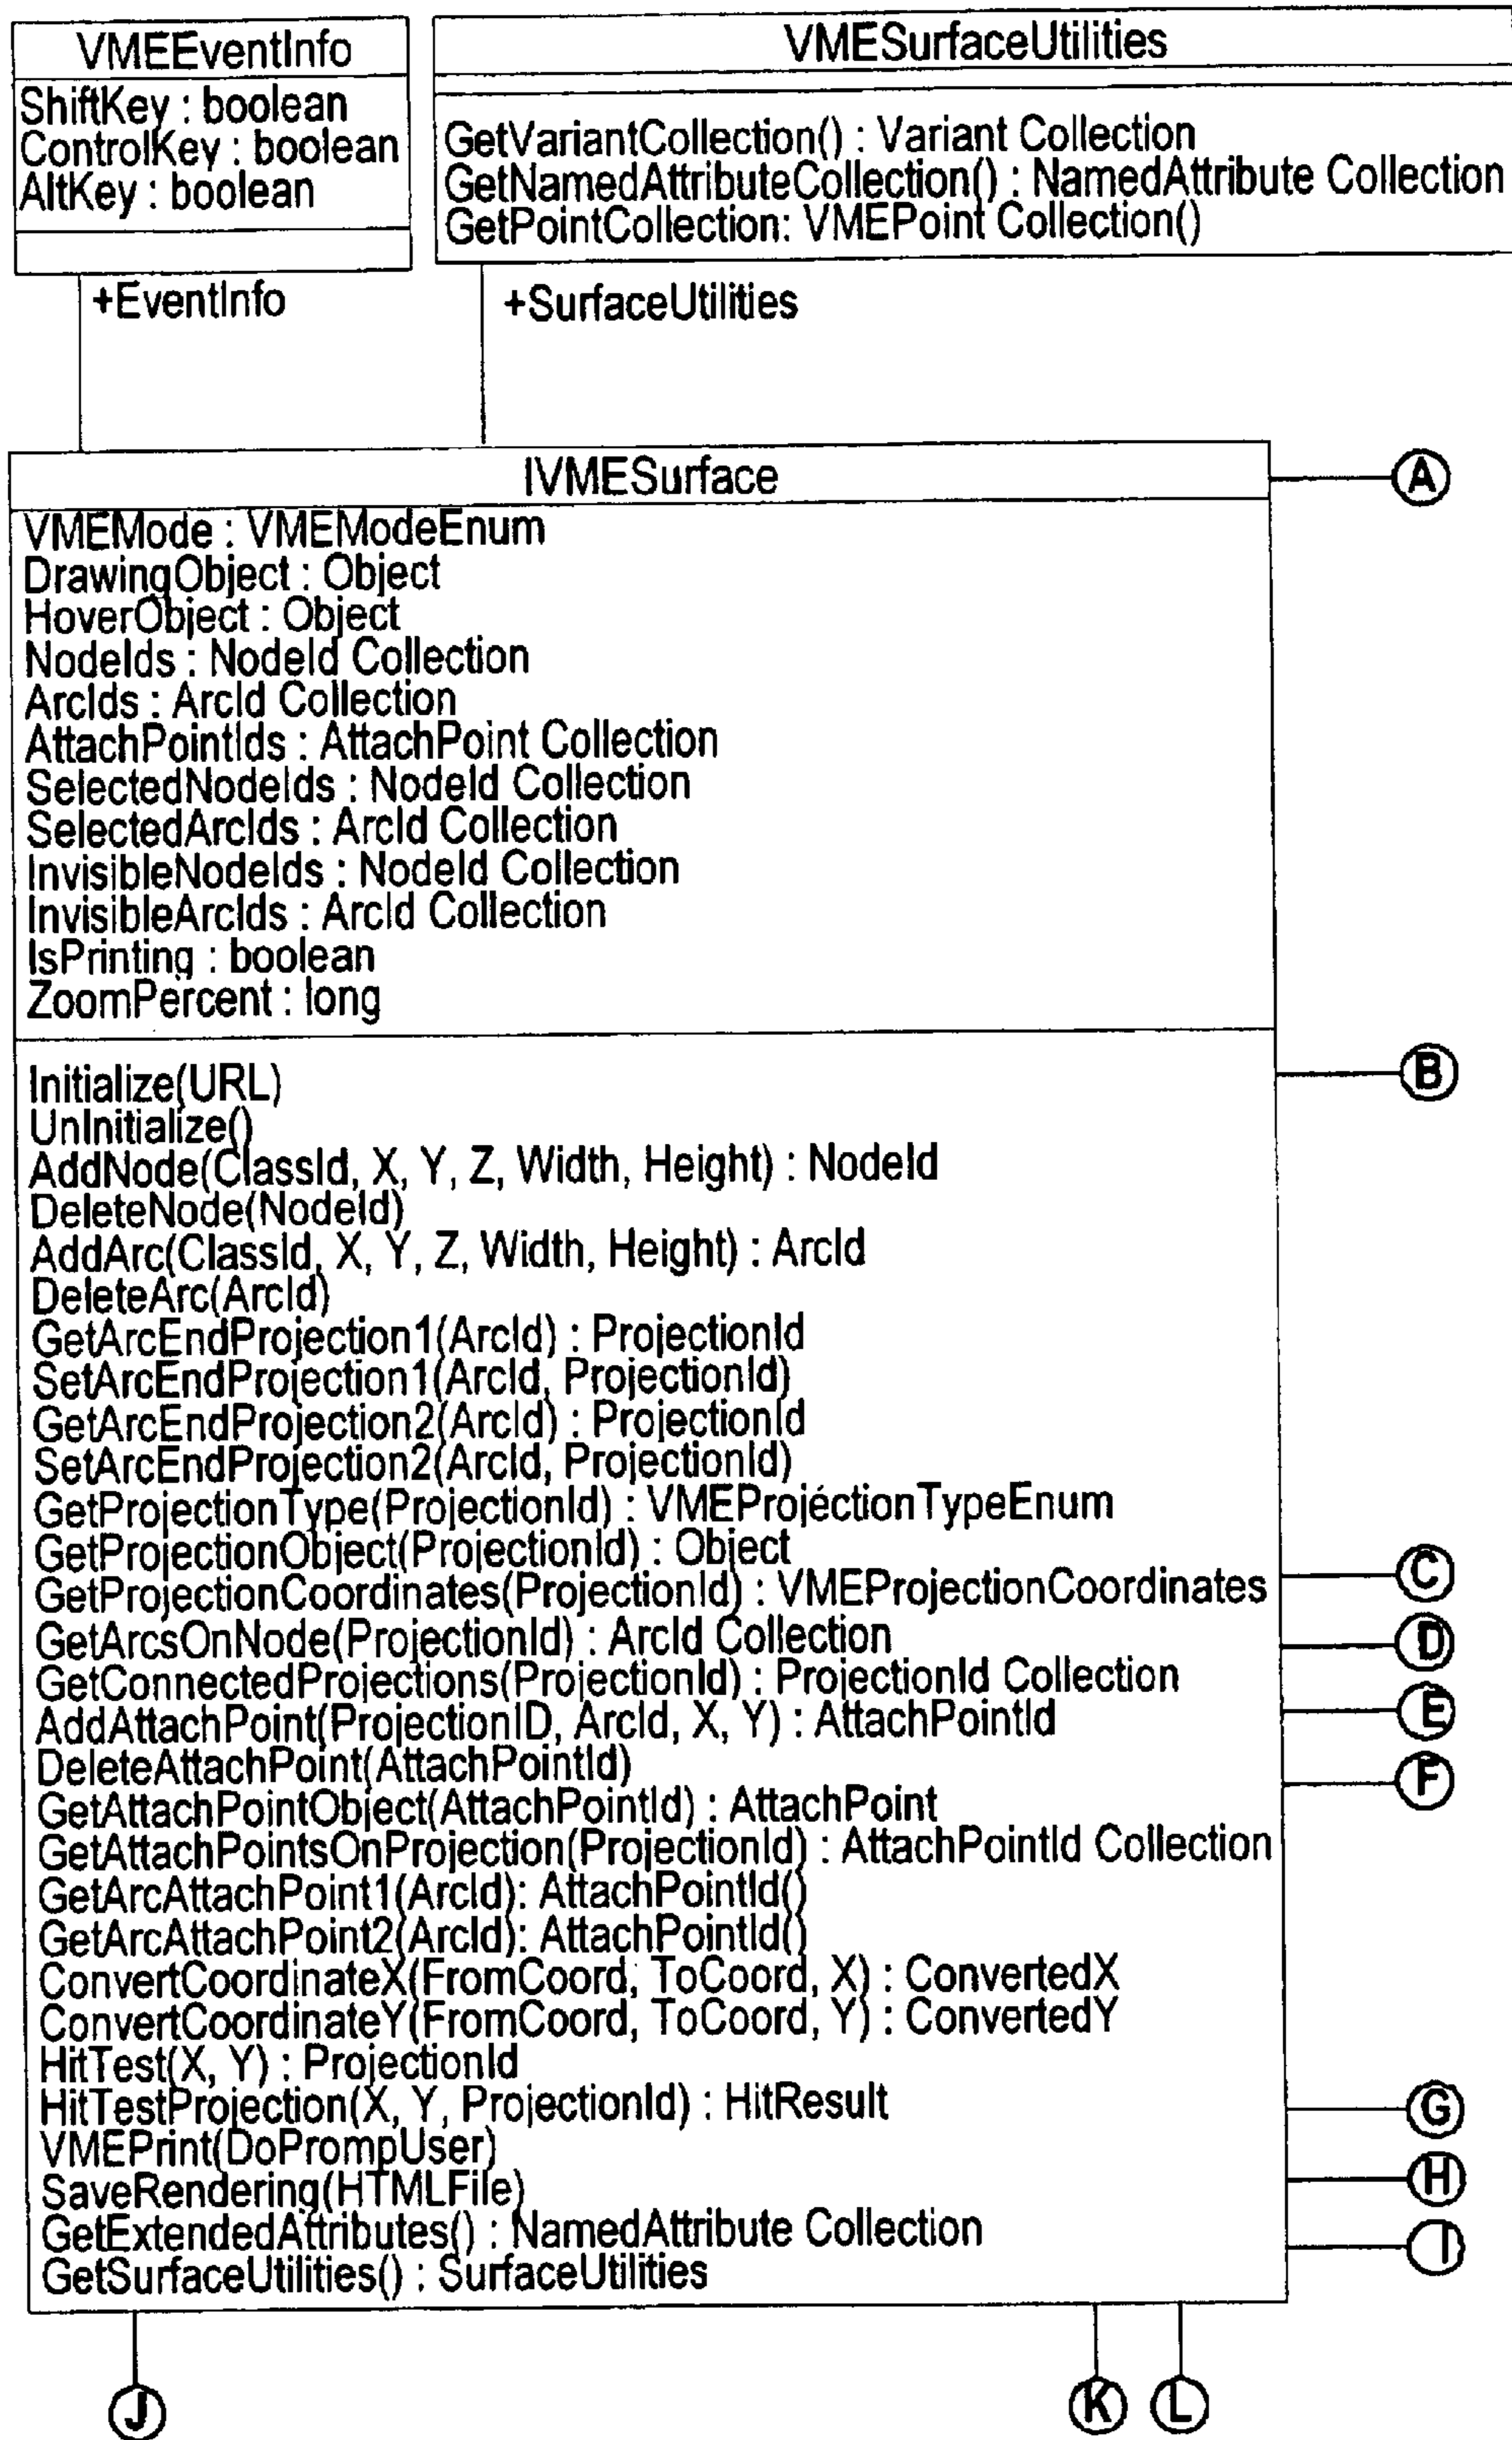 VMEEventInfo
ShiftKey : boolean
ControlKey : boolean
AltKey : boolean
VMESurfaceUtilities
GetVariantCollection() : Variant Collection
GetNamedAttributeCollection() : NamedAttribute Collection
GetPointCollection: VMEPoint Collection()
+EventInfo
+SurfaceUtilities
IVMESurface
VMEMode : VMEModeEnum
DrawingObject : Object
HoverObject : Object
NodeIds : NodeId Collection
ArcIds : ArcId Collection
AttachPointIds : AttachPoint Collection
SelectedNodeIds : NodeId Collection
SelectedArcIds : ArcId Collection
InvisibleNodeIds : NodeId Collection
InvisibleArcIds : ArcId Collection
IsPrinting : boolean
ZoomPercent : long
Initialize(URL)
UnInitialize()
AddNode(ClassId, X, Y, Z, Width, Height) : NodeId
DeleteNode(NodeId)
AddArc(ClassId, X, Y, Z, Width, Height) : ArcId
DeleteArc(ArcId)
GetArcEndProjection1(ArcId) : ProjectionId
SetArcEndProjection1(ArcId, ProjectionId)
GetArcEndProjection2(ArcId) : ProjectionId
SetArcEndProjection2(ArcId, ProjectionId)
GetProjectionType(ProjectionId) : VMEProjectionTypeEnum
GetProjectionObject(ProjectionId) : Object
GetProjectionCoordinates(ProjectionId) : VMEProjectionCoordinates
GetArcsOnNode(ProjectionId) : ArcId Collection
GetConnectedProjections(ProjectionId) : ProjectionId Collection
AddAttachPoint(ProjectionID, ArcId, X, Y) : AttachPointId
DeleteAttachPoint(AttachPointId)
GetAttachPointObject(AttachPointId) : AttachPoint
GetAttachPointsOnProjection(ProjectionId) : AttachPointId Collection
GetArcAttachPoint1(ArcId): AttachPointId()
GetArcAttachPoint2(ArcId): AttachPointId()
ConvertCoordinateX(FromCoord, ToCoord, X) : ConvertedX
ConvertCoordinateY(FromCoord, ToCoord, Y) : ConvertedY
HitTest(X, Y) : ProjectionId
HitTestProjection(X, Y, ProjectionId) : HitResult
VMEPrint(DoPrompUser)
SaveRendering(HTMLFile)
GetExtendedAttributes() : NamedAttribute Collection
GetSurfaceUtilities() : SurfaceUtilities
A
B
C
D
E
F
G
H
I
J
K
L